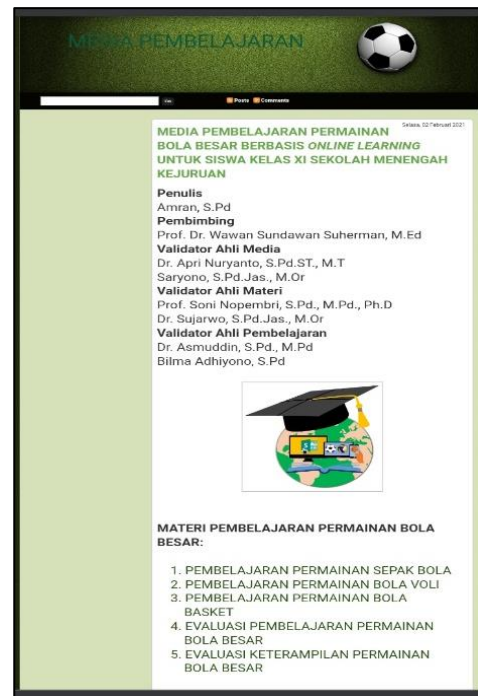 MEDIA PEMBELAJARAN
Posts Comments
Selasa, 02 Februari 2021
MEDIA PEMBELAJARAN PERMAINAN
BOLA BESAR BERBASIS ONLINE LEARNING
UNTUK SISWA KELAS XI SEKOLAH MENENGAH
KEJURUAN
Penulis
Amran, S.Pd
Pembimbing
Prof. Dr. Wawan Sundawan Suherman, M.Ed
Validator Ahli Media
Dr. Apri Nuryanto, S.Pd.ST., M.T
Saryono, S.Pd.Jas., M.Or
Validator Ahli Materi
Prof. Soni Nopembri, S.Pd., M.Pd., Ph.D
Dr. Sujarwo, S.Pd.Jas., M.Or
Validator Ahli Pembelajaran
Dr. Asmuddin, S.Pd., M.Pd
Bilma Adhiyono, S.Pd
MATERI PEMBELAJARAN PERMAINAN BOLA
BESAR:
1. PEMBELAJARAN PERMAINAN SEPAK BOLA
2. PEMBELAJARAN PERMAINAN BOLA VOLI
3. PEMBELAJARAN PERMAINAN BOLA
BASKET
4. EVALUASI PEMBELAJARAN PERMAINAN
BOLA BESAR
5. EVALUASI KETERAMPILAN PERMAINAN
BOLA BESAR